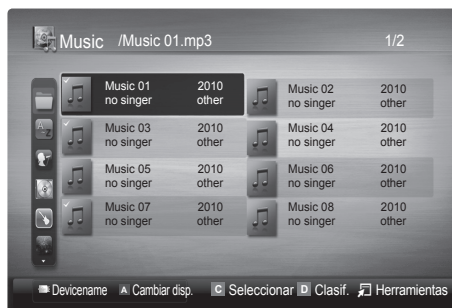 Music /Music 01.mp3 1/2
Music 01 2010 Music 02 2010
no singer other no singer other
Music 03 2010 Music 04 2010
no singer other no singer other
Music 05 2010 Music 06 2010
no singer other no singer other
Music 07 2010 Music 08 2010
no singer other no singer other
Devicename A Cambiar disp. C Seleccionar D Clasif. Herramientas